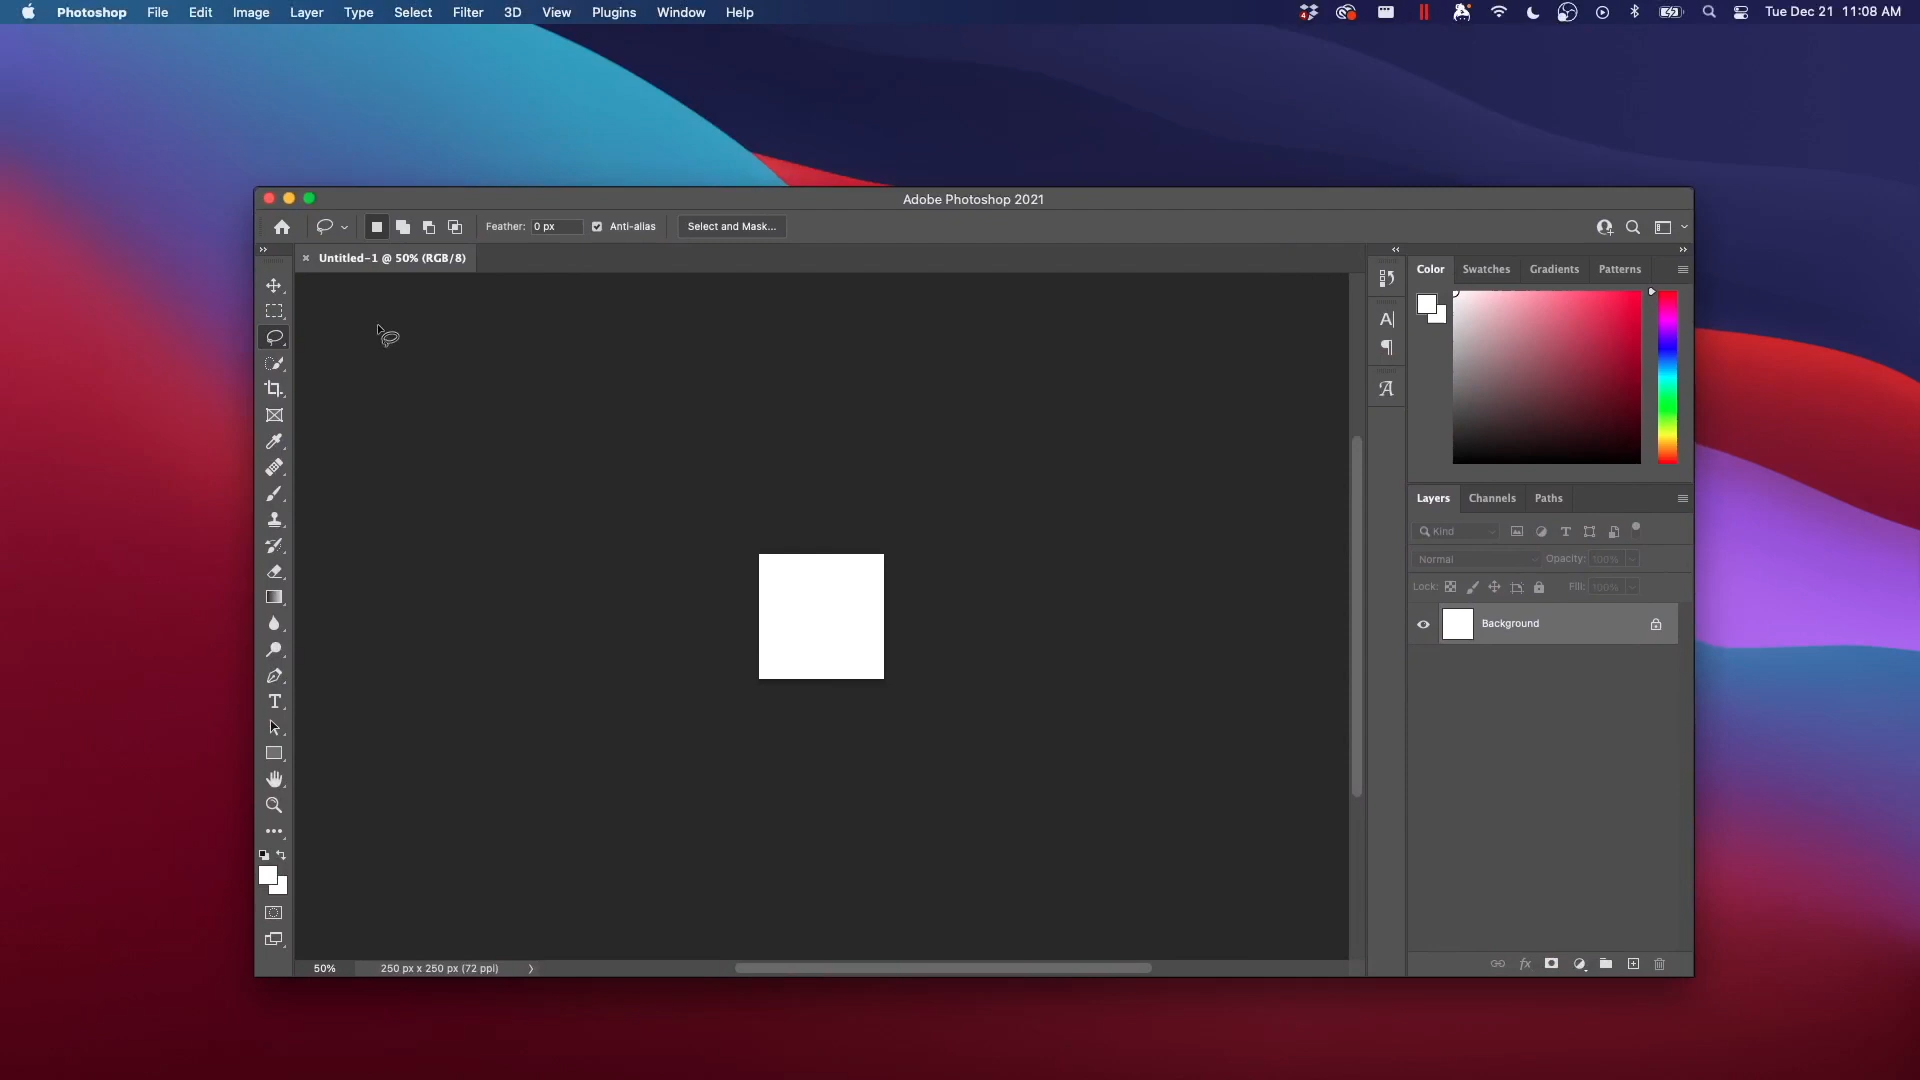 Photoshop File Edit Image Layer Type Select Filter 3D View Plugins Window Help Tue Dec 21 11:08 AM
Adobe Photoshop 2021
Feather: 0 px Anti-alias Select and Mask...
Untitled-1 @ 50% (RGB/8)
Color Swatches Gradients Patterns
Layers Channels Paths
Kind
Normal Opacity: 100%
Lock: Fill: 100%
Background
50% 250 px x 250 px (72 ppi)